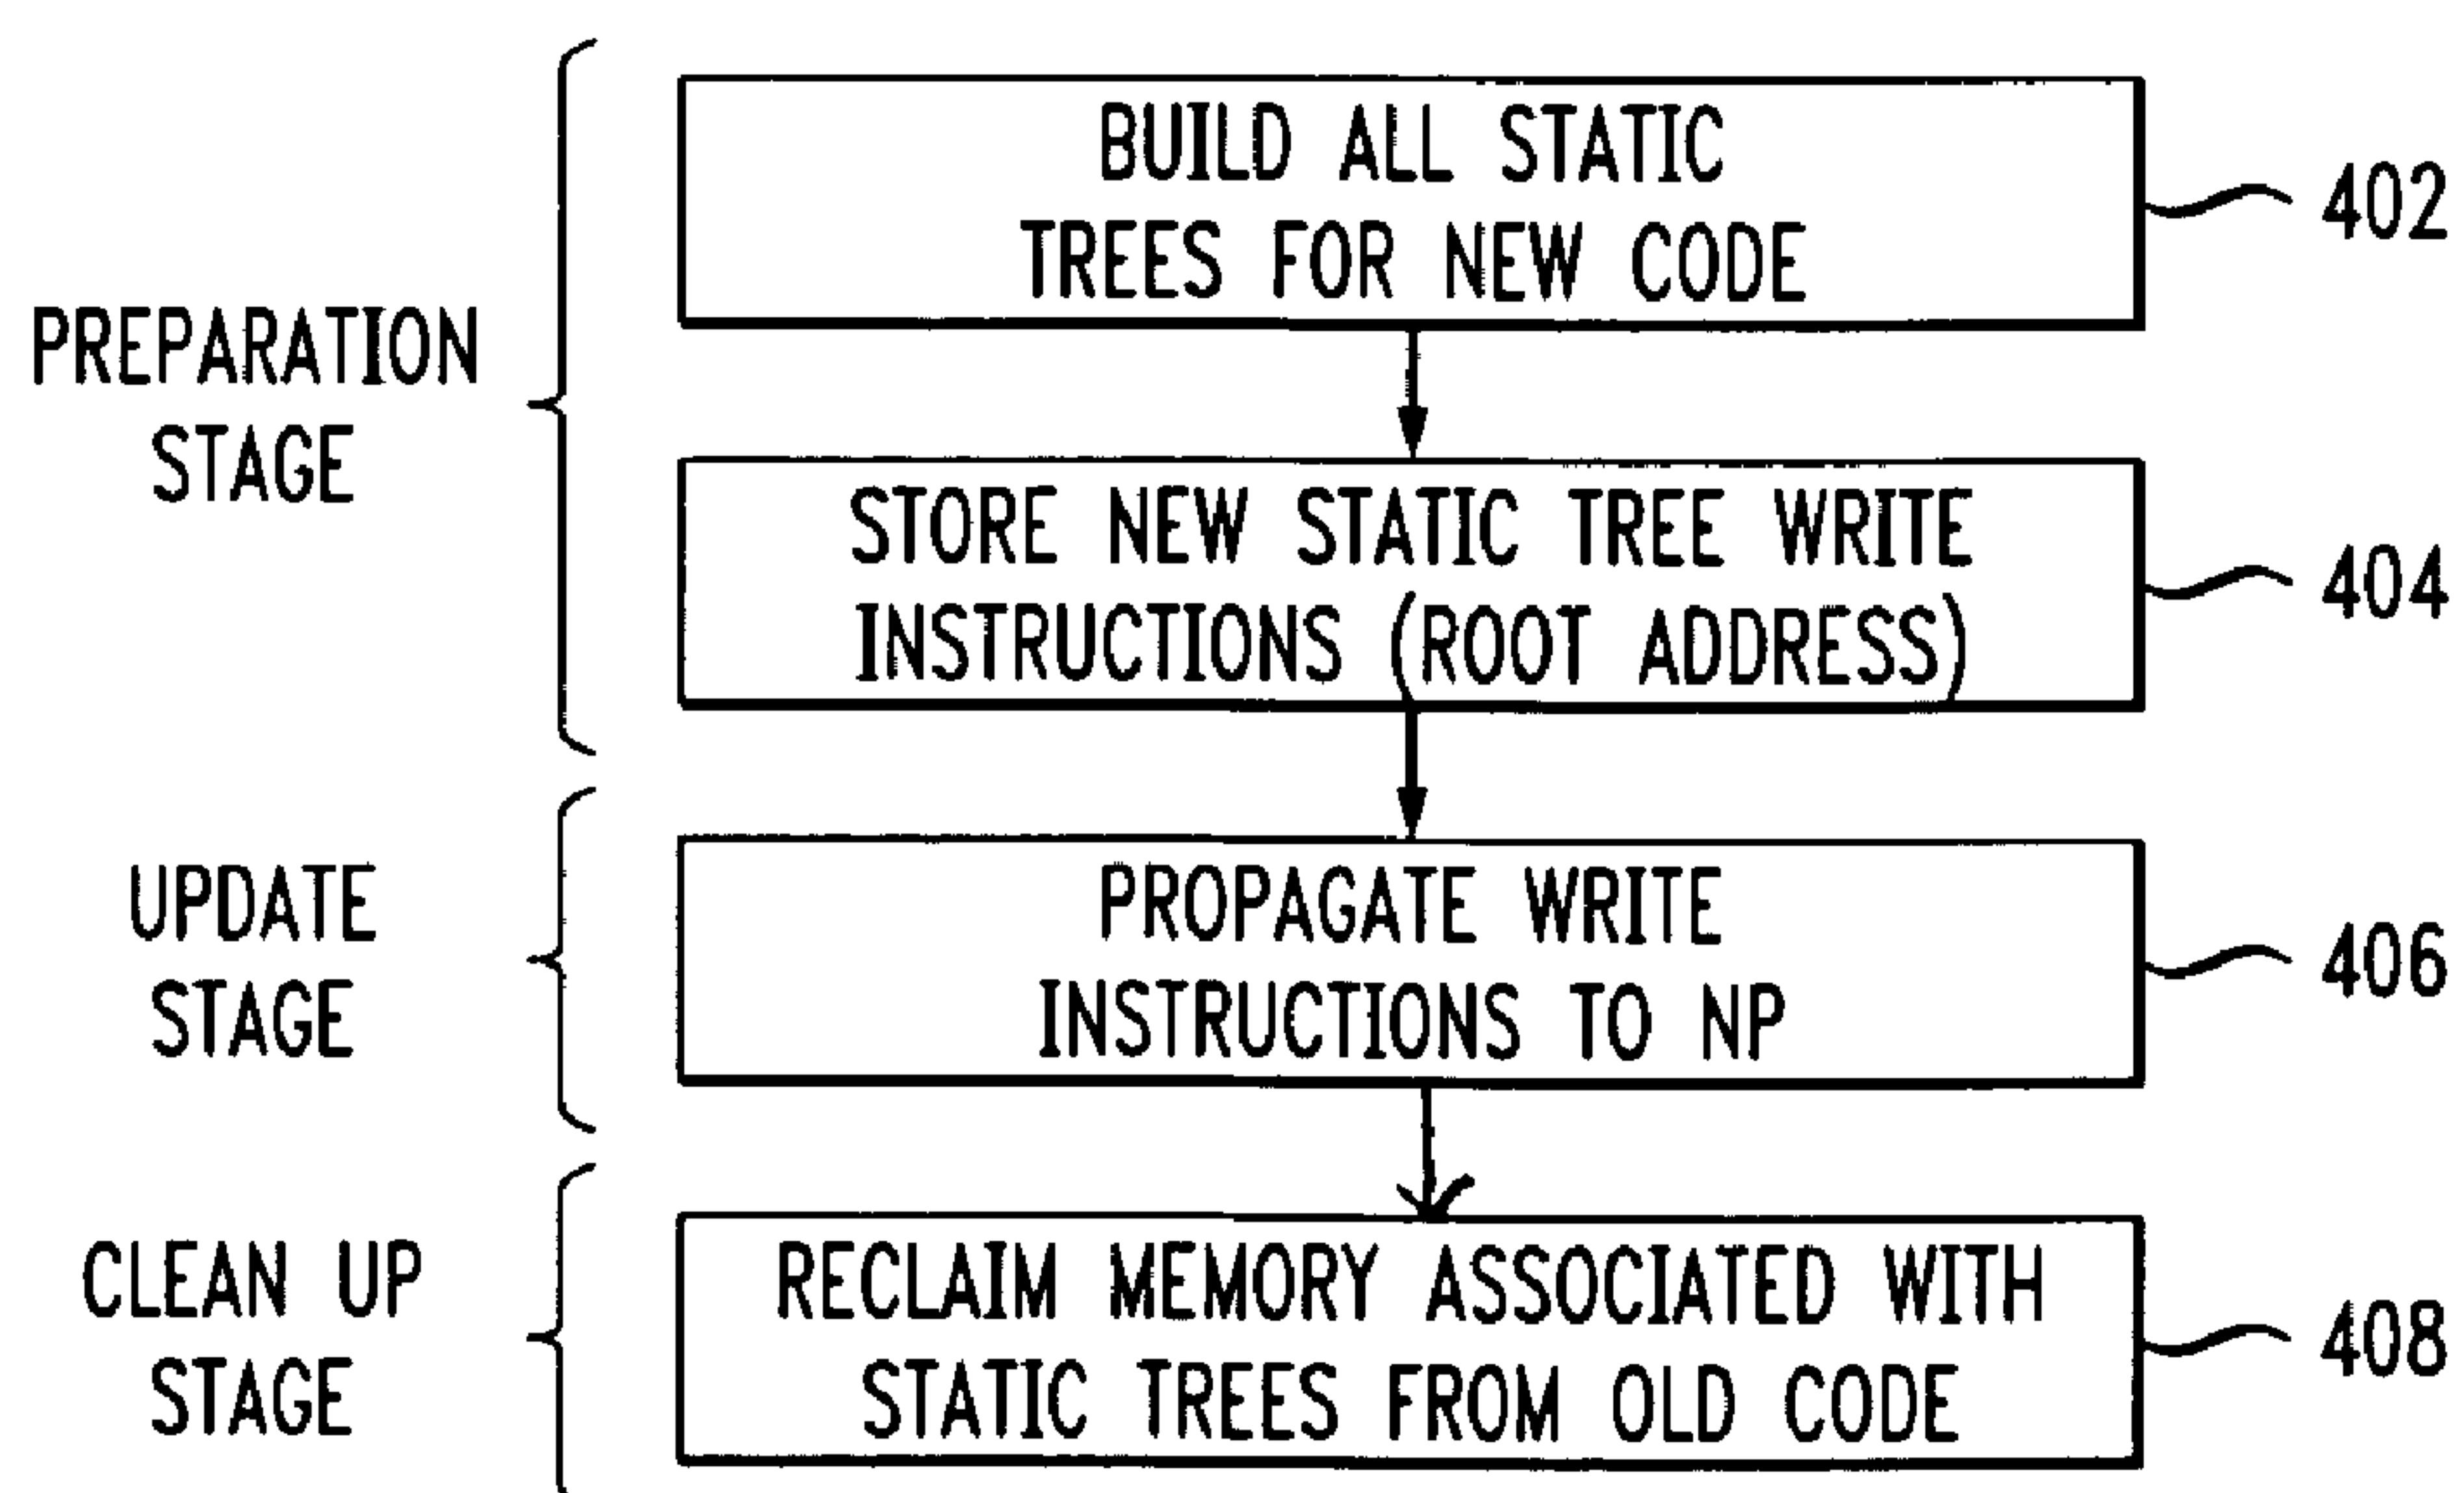 BUILD ALL STATIC
TREES FOR NEW CODE
402
PREPARATION
STAGE
STORE NEW STATIC TREE WRITE
INSTRUCTIONS (ROOT ADDRESS)
404
UPDATE
STAGE
PROPAGATE WRITE
INSTRUCTIONS TO NP
406
CLEAN UP
STAGE
RECLAIM MEMORY ASSOCIATED WITH
STATIC TREES FROM OLD CODE
408